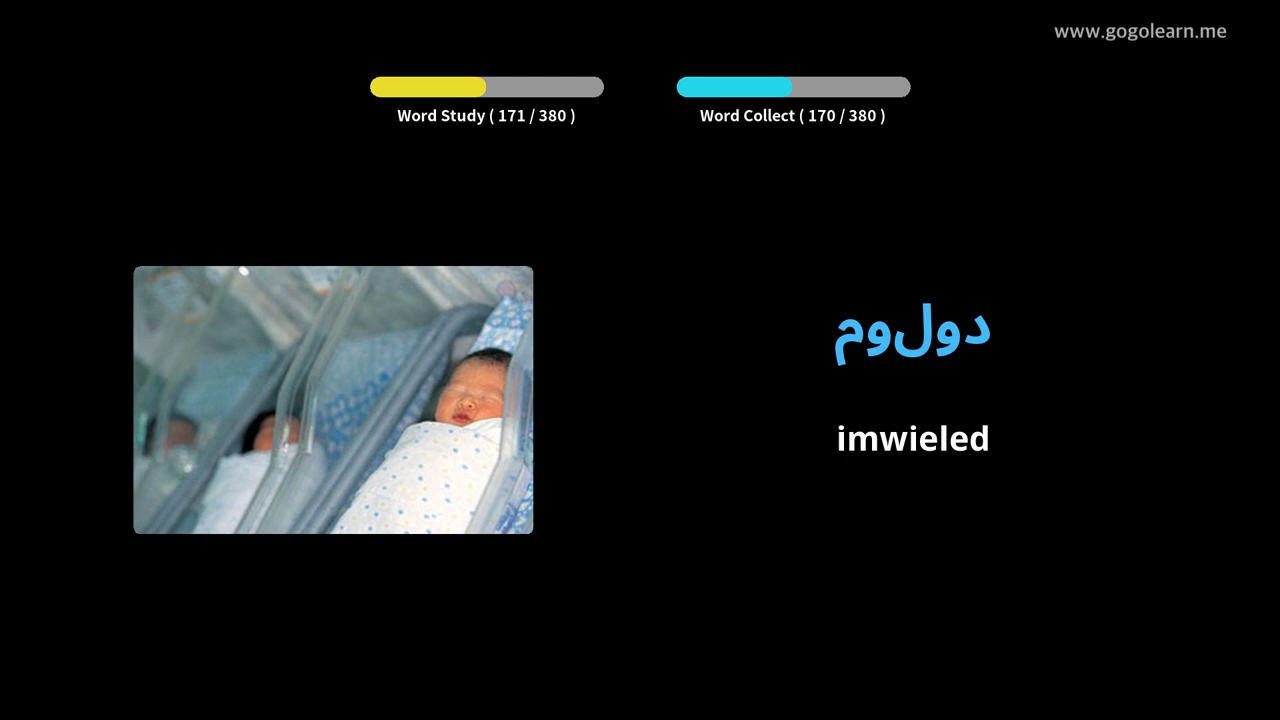 www.gogolearn.me
Word Study ( 171 / 380 )
Word Collect ( 170 / 380 )
دولوم
imwieled